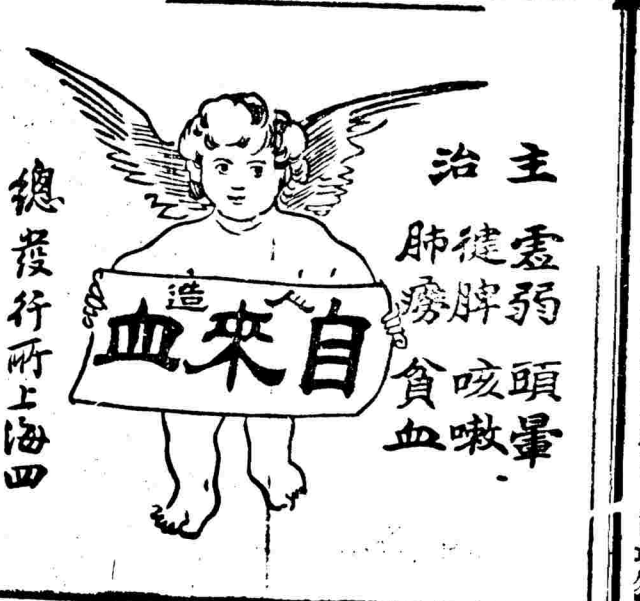 主治
虛弱 頭暈
徤脾 咳嗽
肺癆 貧血
人造
自來血
總發行所上海四